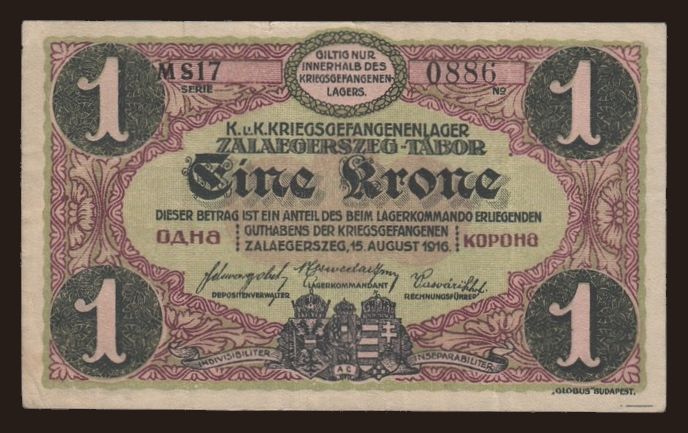 1
1
MS17
SERIE
GILTIG NUR
INNERHALB DES
KRIEGSGEFANGENEN-
LAGERS.
0886
No
K. u. K. KRIEGSGEFANGENENLAGER
ZALAEGERSZEG-TÁBOR
Eine Krone
DIESER BETRAG IST EIN ANTEIL DES BEIM LAGERKOMMANDO ERLIEGENDEN
GUTHABENS DER KRIEGSGEFANGENEN
ОДНА
ZALAEGERSZEG, 15. AUGUST 1916.
КОРОНА
DEPOSITENVERWALTER
LAGERKOMMANDANT
RECHNUNGSFÜHRER
1
1
INDIVISIBILITER
AC
INSEPARABILITER
„GLOBUS" BUDAPEST.